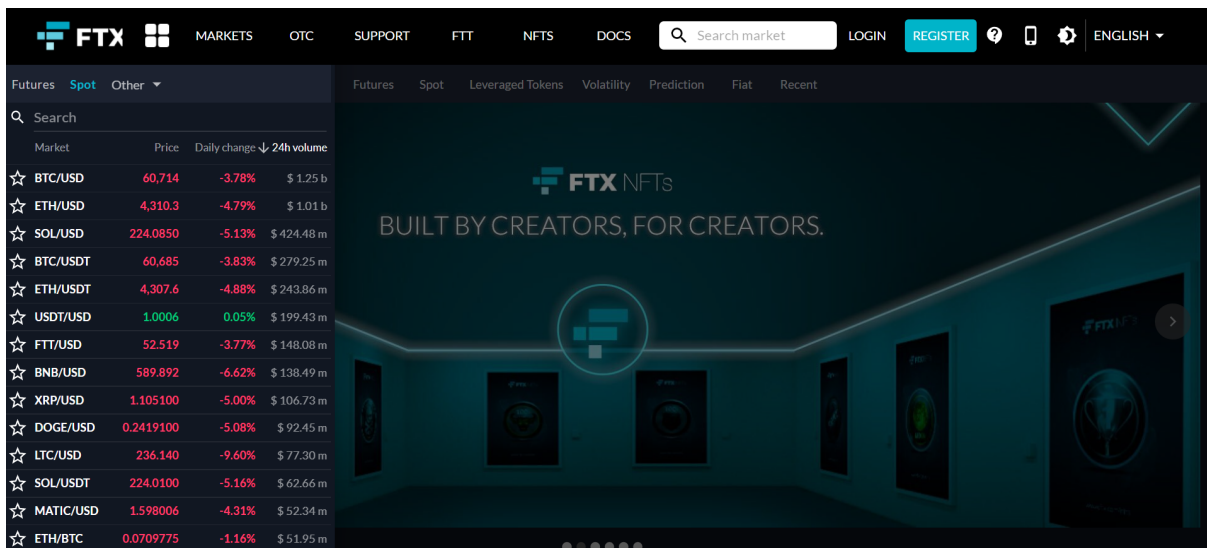 FTX MARKETS OTC SUPPORT FTT NFTS DOCS Search market LOGIN REGISTER ENGLISH
Futures Spot Other
Futures Spot Leveraged Tokens Volatility Prediction Fiat Recent
Search
Market Price Daily change 24h volume
BTC/USD 60,714 -3.78% $ 1.25 b
ETH/USD 4,310.3 -4.79% $ 1.01 b
SOL/USD 224.0850 -5.13% $ 424.48 m
BTC/USDT 60,685 -3.83% $ 279.25 m
ETH/USDT 4,307.6 -4.88% $ 243.86 m
USDT/USD 1.0006 0.05% $ 199.43 m
FTT/USD 52.519 -3.77% $ 148.08 m
BNB/USD 589.892 -6.62% $ 138.49 m
XRP/USD 1.105100 -5.00% $ 106.73 m
DOGE/USD 0.2419100 -5.08% $ 92.45 m
LTC/USD 236.140 -9.60% $ 77.30 m
SOL/USDT 224.0100 -5.16% $ 62.66 m
MATIC/USD 1.598006 -4.31% $ 52.34 m
ETH/BTC 0.0709775 -1.16% $ 51.95 m
FTX NFTs
BUILT BY CREATORS, FOR CREATORS.
FTX NFTs